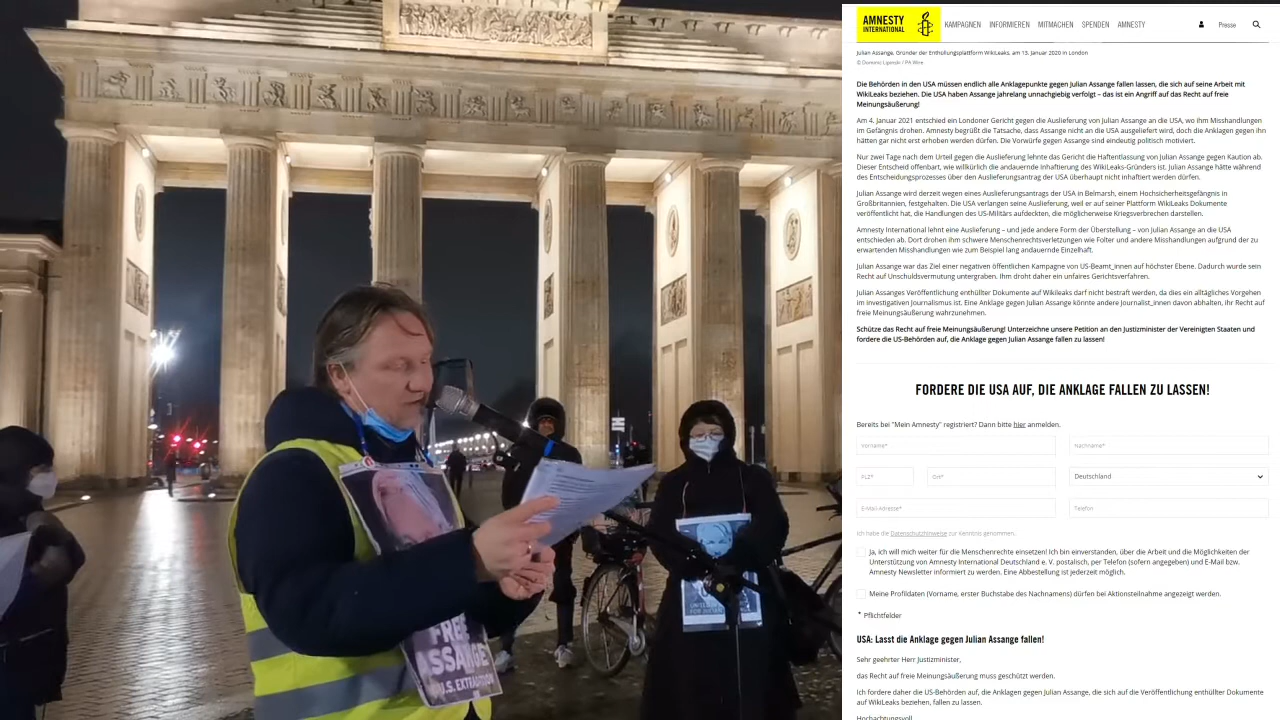 FREE
ASSANGE
U.S. EXTRADITION
AMNESTY
INTERNATIONAL
KAMPAGNEN INFORMIEREN MITMACHEN SPENDEN AMNESTY Presse
Julian Assange, Gründer der Enthüllungsplattform WikiLeaks, am 13. Januar 2020 in London
© Dominic Lipinski / PA Wire
Die Behörden in den USA müssen endlich alle Anklagepunkte gegen Julian Assange fallen lassen, die sich auf seine Arbeit mit
WikiLeaks beziehen. Die USA haben Assange jahrelang unnachgiebig verfolgt – das ist ein Angriff auf das Recht auf freie
Meinungsäußerung!
Am 4. Januar 2021 entschied ein Londoner Gericht gegen die Auslieferung von Julian Assange an die USA, wo ihm Misshandlungen
im Gefängnis drohen. Amnesty begrüßt die Tatsache, dass Assange nicht an die USA ausgeliefert wird, doch die Anklagen gegen ihn
hätten gar nicht erst erhoben werden dürfen. Die Vorwürfe gegen Assange sind eindeutig politisch motiviert.
Nur zwei Tage nach dem Urteil gegen die Auslieferung lehnte das Gericht die Haftentlassung von Julian Assange gegen Kaution ab.
Dieser Entscheid offenbart, wie willkürlich die andauernde Inhaftierung des WikiLeaks-Gründers ist. Julian Assange hätte während
des Entscheidungsprozesses über den Auslieferungsantrag der USA überhaupt nicht inhaftiert werden dürfen.
Julian Assange wird derzeit wegen eines Auslieferungsantrags der USA in Belmarsh, einem Hochsicherheitsgefängnis in
Großbritannien, festgehalten. Die USA verlangen seine Auslieferung, weil er auf seiner Plattform WikiLeaks Dokumente
veröffentlicht hat, die Handlungen des US-Militärs aufdeckten, die möglicherweise Kriegsverbrechen darstellen.
Amnesty International lehnt eine Auslieferung – und jede andere Form der Überstellung – von Julian Assange an die USA
entschieden ab. Dort drohen ihm schwere Menschenrechtsverletzungen wie Folter und andere Misshandlungen aufgrund der zu
erwartenden Misshandlungen wie zum Beispiel lang andauernde Einzelhaft.
Julian Assange war das Ziel einer negativen öffentlichen Kampagne von US-Beamt_innen auf höchster Ebene. Dadurch wurde sein
Recht auf Unschuldsvermutung untergraben. Ihm droht daher ein unfaires Gerichtsverfahren.
Julian Assanges Veröffentlichung enthüllter Dokumente auf Wikileaks darf nicht bestraft werden, da dies ein alltägliches Vorgehen
im investigativen Journalismus ist. Eine Anklage gegen Julian Assange könnte andere Journalist_innen davon abhalten, ihr Recht auf
freie Meinungsäußerung wahrzunehmen.
Schütze das Recht auf freie Meinungsäußerung! Unterzeichne unsere Petition an den Justizminister der Vereinigten Staaten und
fordere die US-Behörden auf, die Anklage gegen Julian Assange fallen zu lassen!
FORDERE DIE USA AUF, DIE ANKLAGE FALLEN ZU LASSEN!
Bereits bei "Mein Amnesty" registriert? Dann bitte hier anmelden.
Vorname* Nachname*
PLZ* Ort* Deutschland
E-Mail-Adresse* Telefon
Ich habe die Datenschutzhinweise zur Kenntnis genommen.
Ja, ich will mich weiter für die Menschenrechte einsetzen! Ich bin einverstanden, über die Arbeit und die Möglichkeiten der
Unterstützung von Amnesty International Deutschland e. V. postalisch, per Telefon (sofern angegeben) und E-Mail bzw.
Amnesty Newsletter informiert zu werden. Eine Abbestellung ist jederzeit möglich.
Meine Profildaten (Vorname, erster Buchstabe des Nachnamens) dürfen bei Aktionsteilnahme angezeigt werden.
* Pflichtfelder
USA: Lasst die Anklage gegen Julian Assange fallen!
Sehr geehrter Herr Justizminister,
das Recht auf freie Meinungsäußerung muss geschützt werden.
Ich fordere daher die US-Behörden auf, die Anklagen gegen Julian Assange, die sich auf die Veröffentlichung enthüllter Dokumente
auf WikiLeaks beziehen, fallen zu lassen.
Hochachtungsvoll